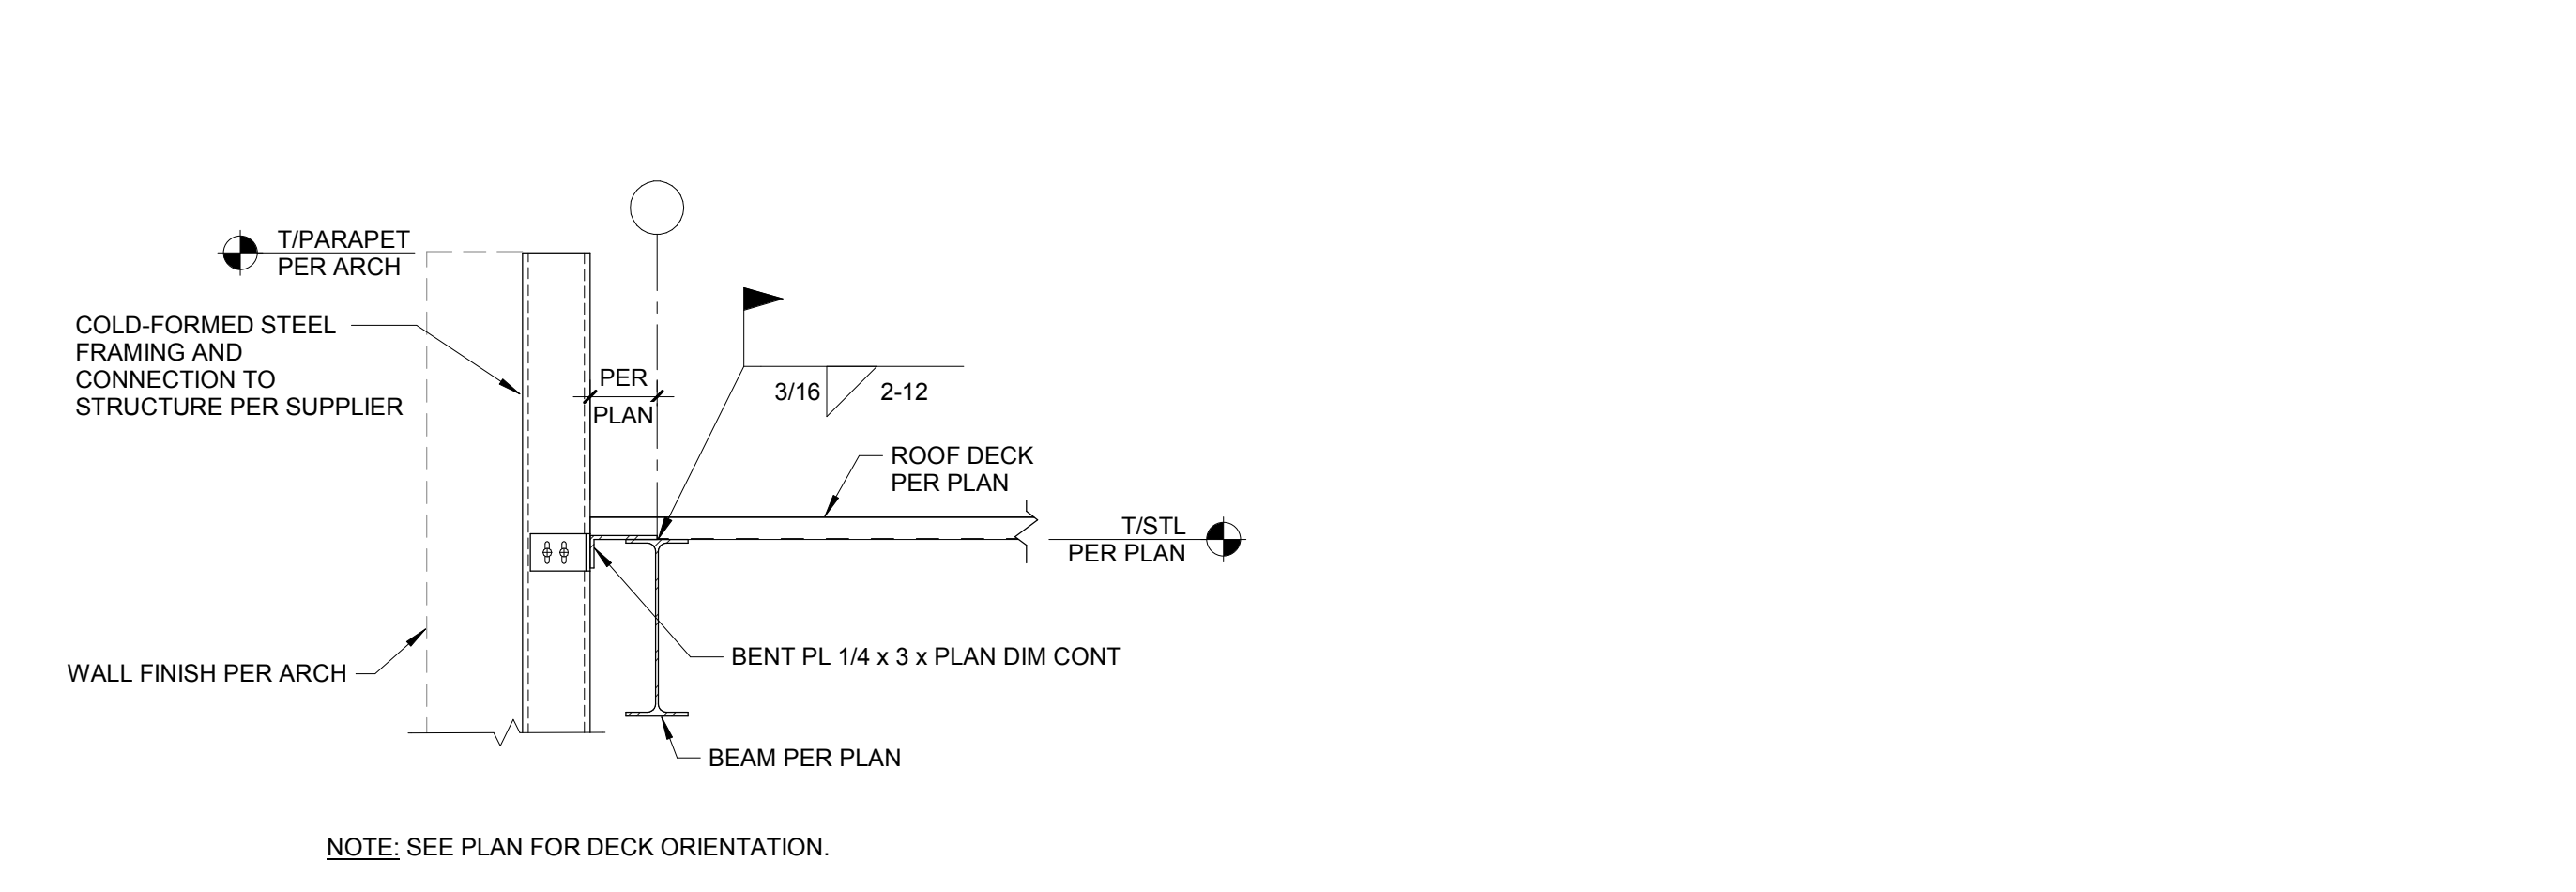 T/PARAPET
PER ARCH
COLD-FORMED STEEL
FRAMING AND
CONNECTION TO
STRUCTURE PER SUPPLIER
PER
PLAN
3/16
2-12
ROOF DECK
PER PLAN
T/STL
PER PLAN
BENT PL 1/4 x 3 x PLAN DIM CONT
WALL FINISH PER ARCH
BEAM PER PLAN
NOTE: SEE PLAN FOR DECK ORIENTATION.